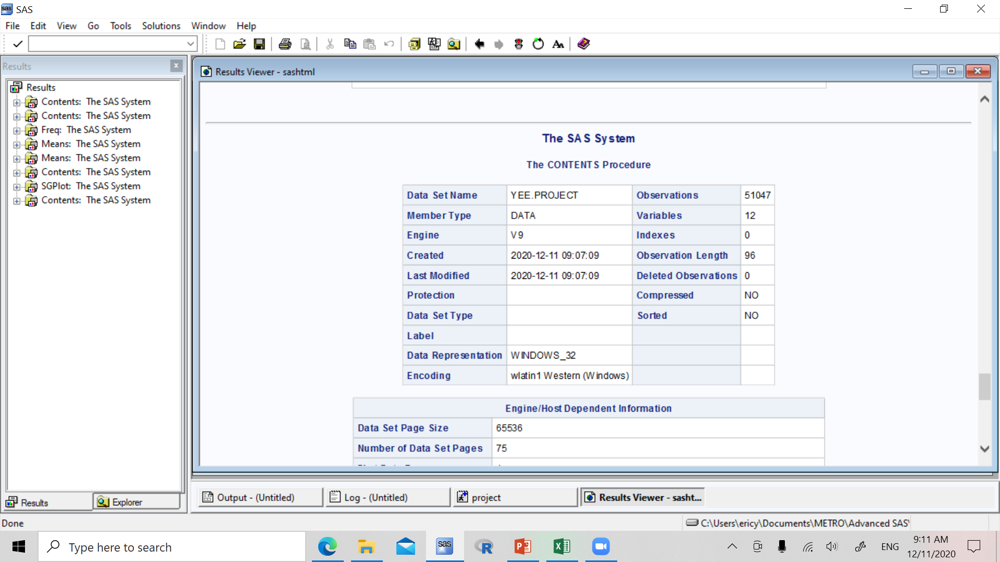 SAS
File Edit View Go Tools Solutions Window Help
Results
Results
Contents: The SAS System
Contents: The SAS System
Freq: The SAS System
Means: The SAS System
Means: The SAS System
Contents: The SAS System
SGPlot: The SAS System
Contents: The SAS System
Results Explorer
Results Viewer - sashtml
The SAS System
The CONTENTS Procedure
Data Set Name YEE.PROJECT Observations 51047
Member Type DATA Variables 12
Engine V9 Indexes 0
Created 2020-12-11 09:07:09 Observation Length 96
Last Modified 2020-12-11 09:07:09 Deleted Observations 0
Protection Compressed NO
Data Set Type Sorted NO
Label
Data Representation WINDOWS_32
Encoding wlatin1 Western (Windows)
Engine/Host Dependent Information
Data Set Page Size 65536
Number of Data Set Pages 75
Output - (Untitled) Log - (Untitled) project Results Viewer - sasht...
Done C:\Users\ericy\Documents\METRO\Advanced SAS\
Type here to search
sas
ENG
9:11 AM
12/11/2020